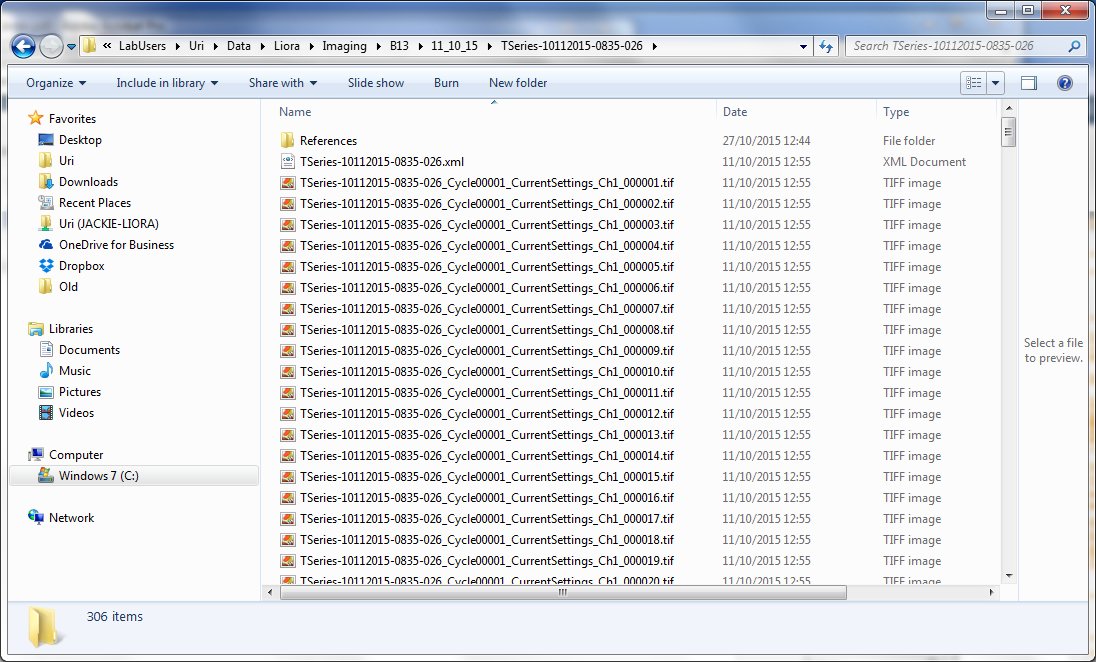 « LabUsers Uri Data Liora Imaging B13 11_10_15 TSeries-10112015-0835-026 Search TSeries-10112015-0835-026
Organize Include in library Share with Slide show Burn New folder
Favorites
Desktop
Uri
Downloads
Recent Places
Uri (JACKIE-LIORA)
OneDrive for Business
Dropbox
Old
Libraries
Documents
Music
Pictures
Videos
Computer
Windows 7 (C:)
Network
Name Date Type
References 27/10/2015 12:44 File folder
TSeries-10112015-0835-026.xml 11/10/2015 12:55 XML Document
TSeries-10112015-0835-026_Cycle00001_CurrentSettings_Ch1_000001.tif 11/10/2015 12:55 TIFF image
TSeries-10112015-0835-026_Cycle00001_CurrentSettings_Ch1_000002.tif 11/10/2015 12:55 TIFF image
TSeries-10112015-0835-026_Cycle00001_CurrentSettings_Ch1_000003.tif 11/10/2015 12:55 TIFF image
TSeries-10112015-0835-026_Cycle00001_CurrentSettings_Ch1_000004.tif 11/10/2015 12:55 TIFF image
TSeries-10112015-0835-026_Cycle00001_CurrentSettings_Ch1_000005.tif 11/10/2015 12:55 TIFF image
TSeries-10112015-0835-026_Cycle00001_CurrentSettings_Ch1_000006.tif 11/10/2015 12:55 TIFF image
TSeries-10112015-0835-026_Cycle00001_CurrentSettings_Ch1_000007.tif 11/10/2015 12:55 TIFF image
TSeries-10112015-0835-026_Cycle00001_CurrentSettings_Ch1_000008.tif 11/10/2015 12:55 TIFF image
TSeries-10112015-0835-026_Cycle00001_CurrentSettings_Ch1_000009.tif 11/10/2015 12:55 TIFF image
TSeries-10112015-0835-026_Cycle00001_CurrentSettings_Ch1_000010.tif 11/10/2015 12:55 TIFF image
TSeries-10112015-0835-026_Cycle00001_CurrentSettings_Ch1_000011.tif 11/10/2015 12:55 TIFF image
TSeries-10112015-0835-026_Cycle00001_CurrentSettings_Ch1_000012.tif 11/10/2015 12:55 TIFF image
TSeries-10112015-0835-026_Cycle00001_CurrentSettings_Ch1_000013.tif 11/10/2015 12:55 TIFF image
TSeries-10112015-0835-026_Cycle00001_CurrentSettings_Ch1_000014.tif 11/10/2015 12:55 TIFF image
TSeries-10112015-0835-026_Cycle00001_CurrentSettings_Ch1_000015.tif 11/10/2015 12:55 TIFF image
TSeries-10112015-0835-026_Cycle00001_CurrentSettings_Ch1_000016.tif 11/10/2015 12:55 TIFF image
TSeries-10112015-0835-026_Cycle00001_CurrentSettings_Ch1_000017.tif 11/10/2015 12:55 TIFF image
TSeries-10112015-0835-026_Cycle00001_CurrentSettings_Ch1_000018.tif 11/10/2015 12:55 TIFF image
TSeries-10112015-0835-026_Cycle00001_CurrentSettings_Ch1_000019.tif 11/10/2015 12:55 TIFF image
TSeries-10112015-0835-026_Cycle00001_CurrentSettings_Ch1_000020.tif 11/10/2015 12:55 TIFF image
Select a file
to preview.
306 items